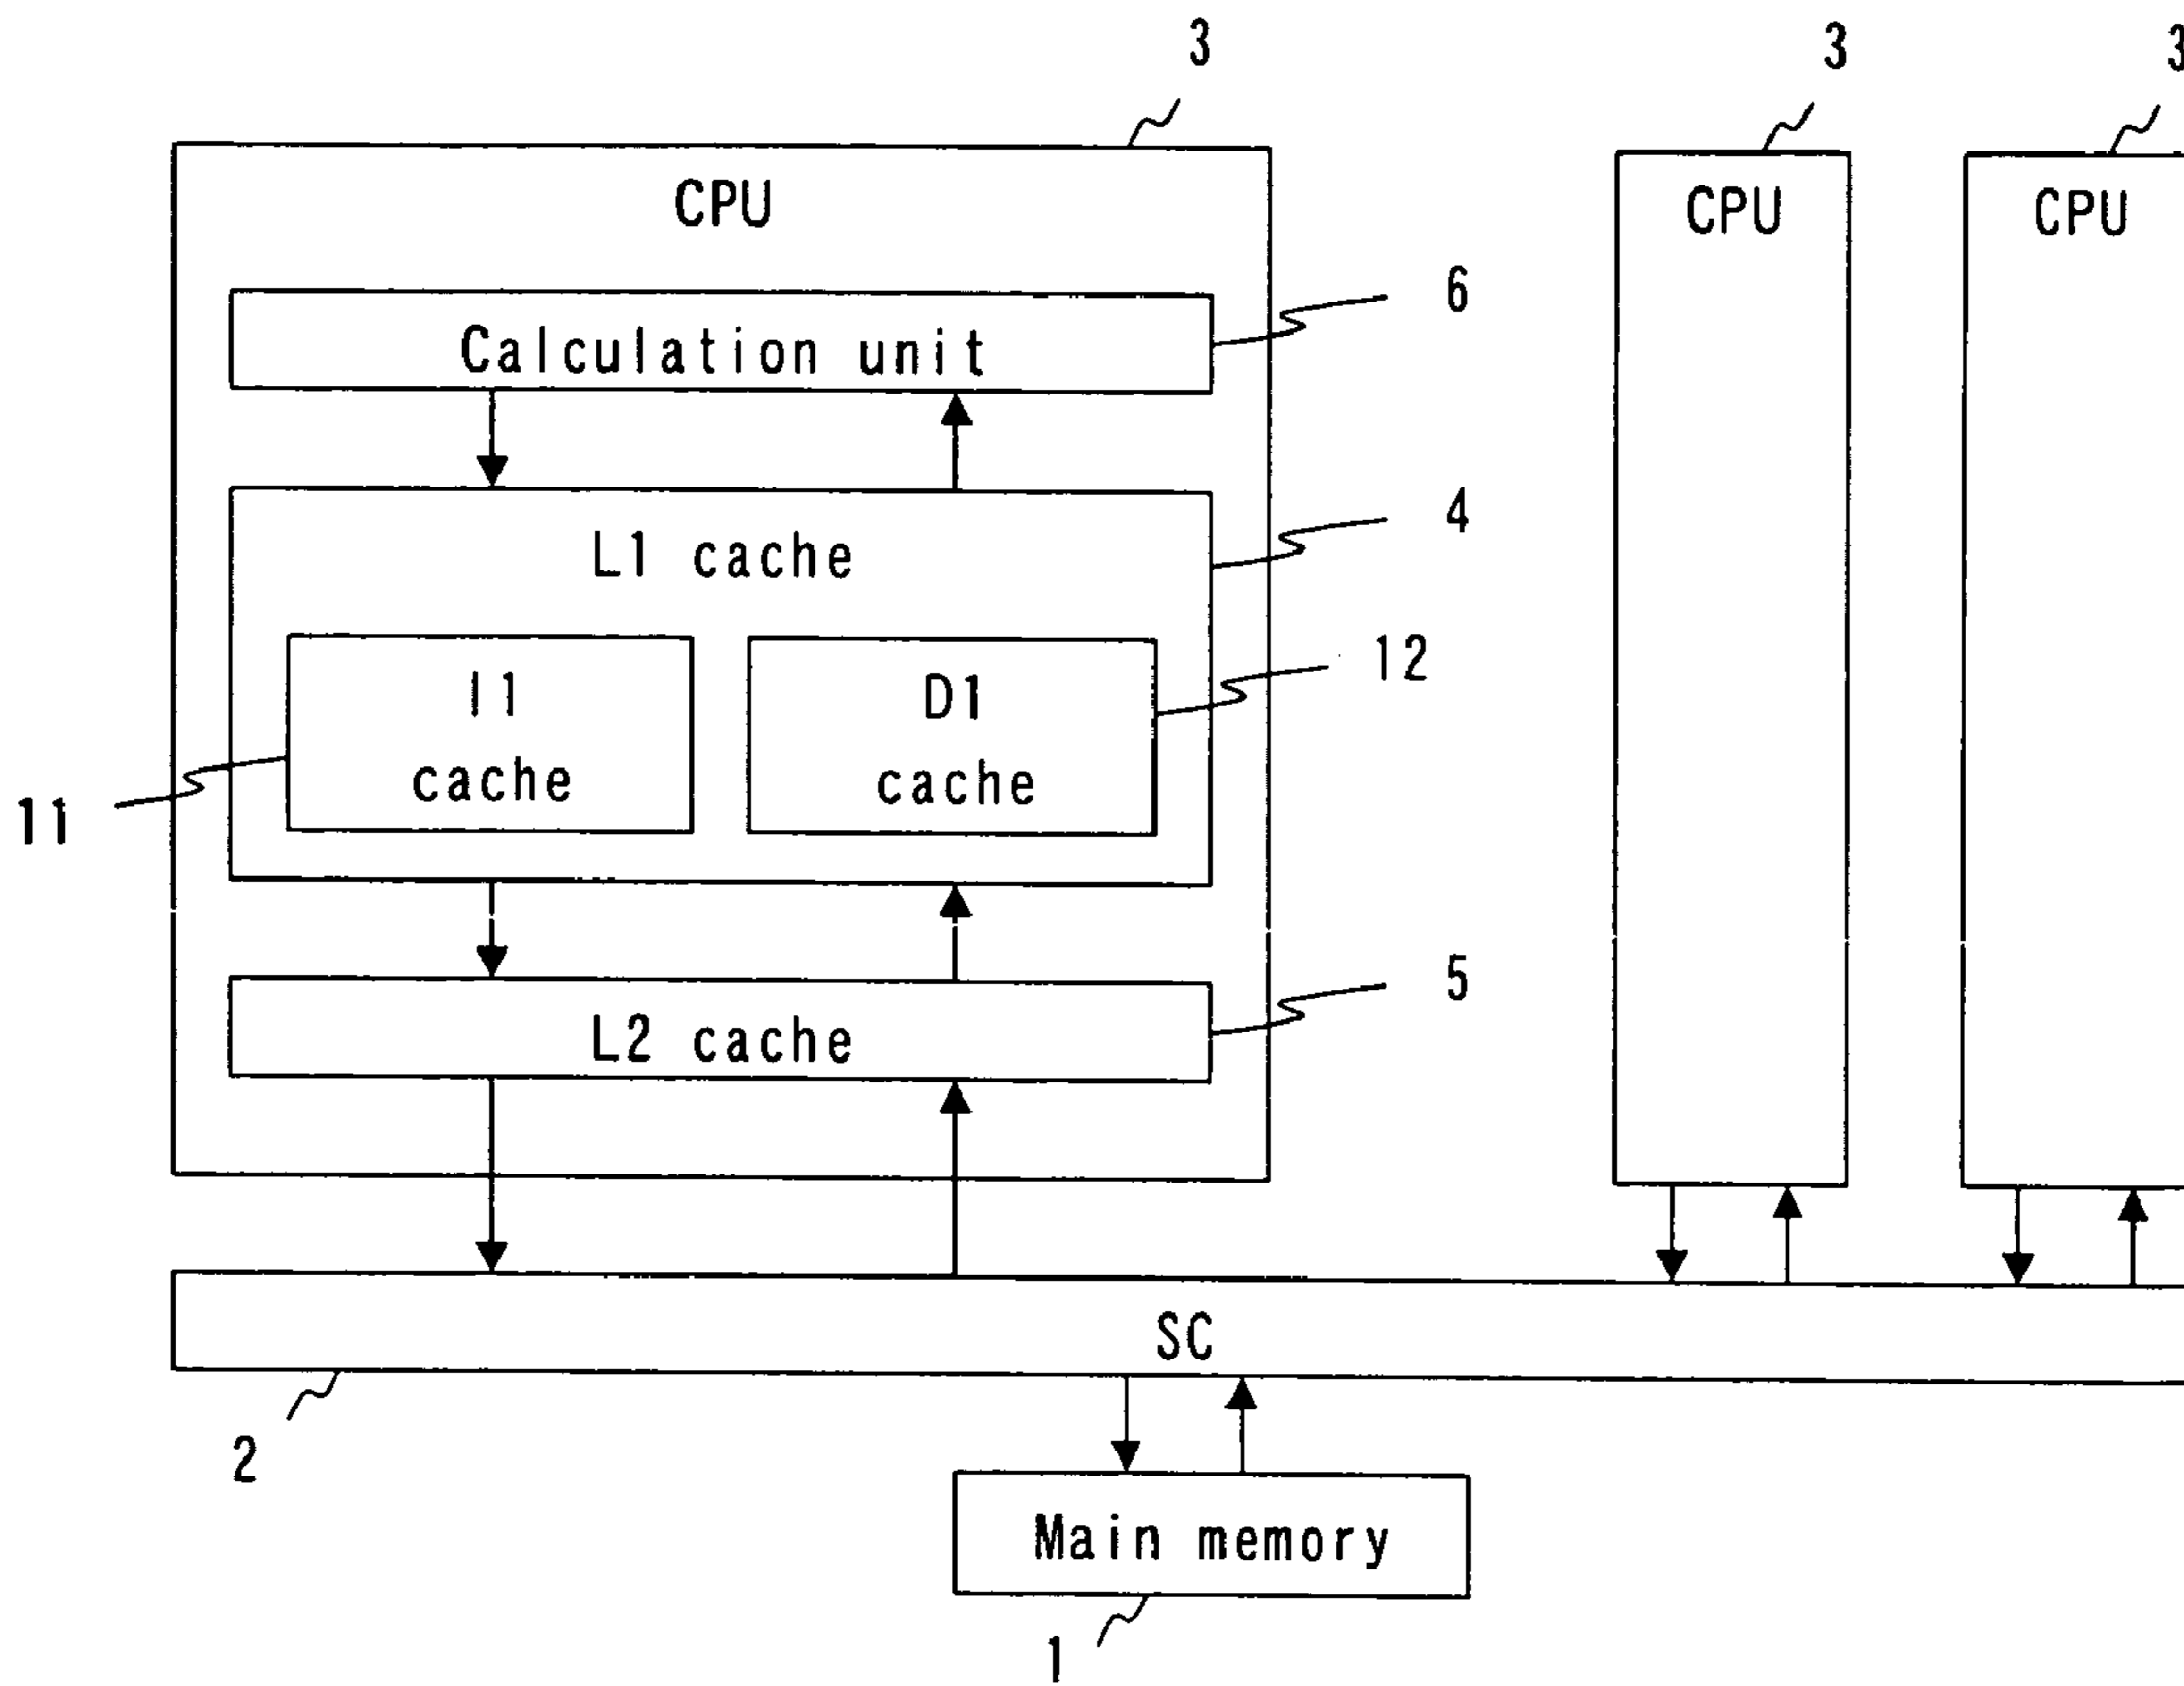 3
3
3
CPU
CPU
CPU
6
Calculation unit
4
L1 cache
12
I1
cache
D1
cache
11
5
L2 cache
SC
2
Main memory
1